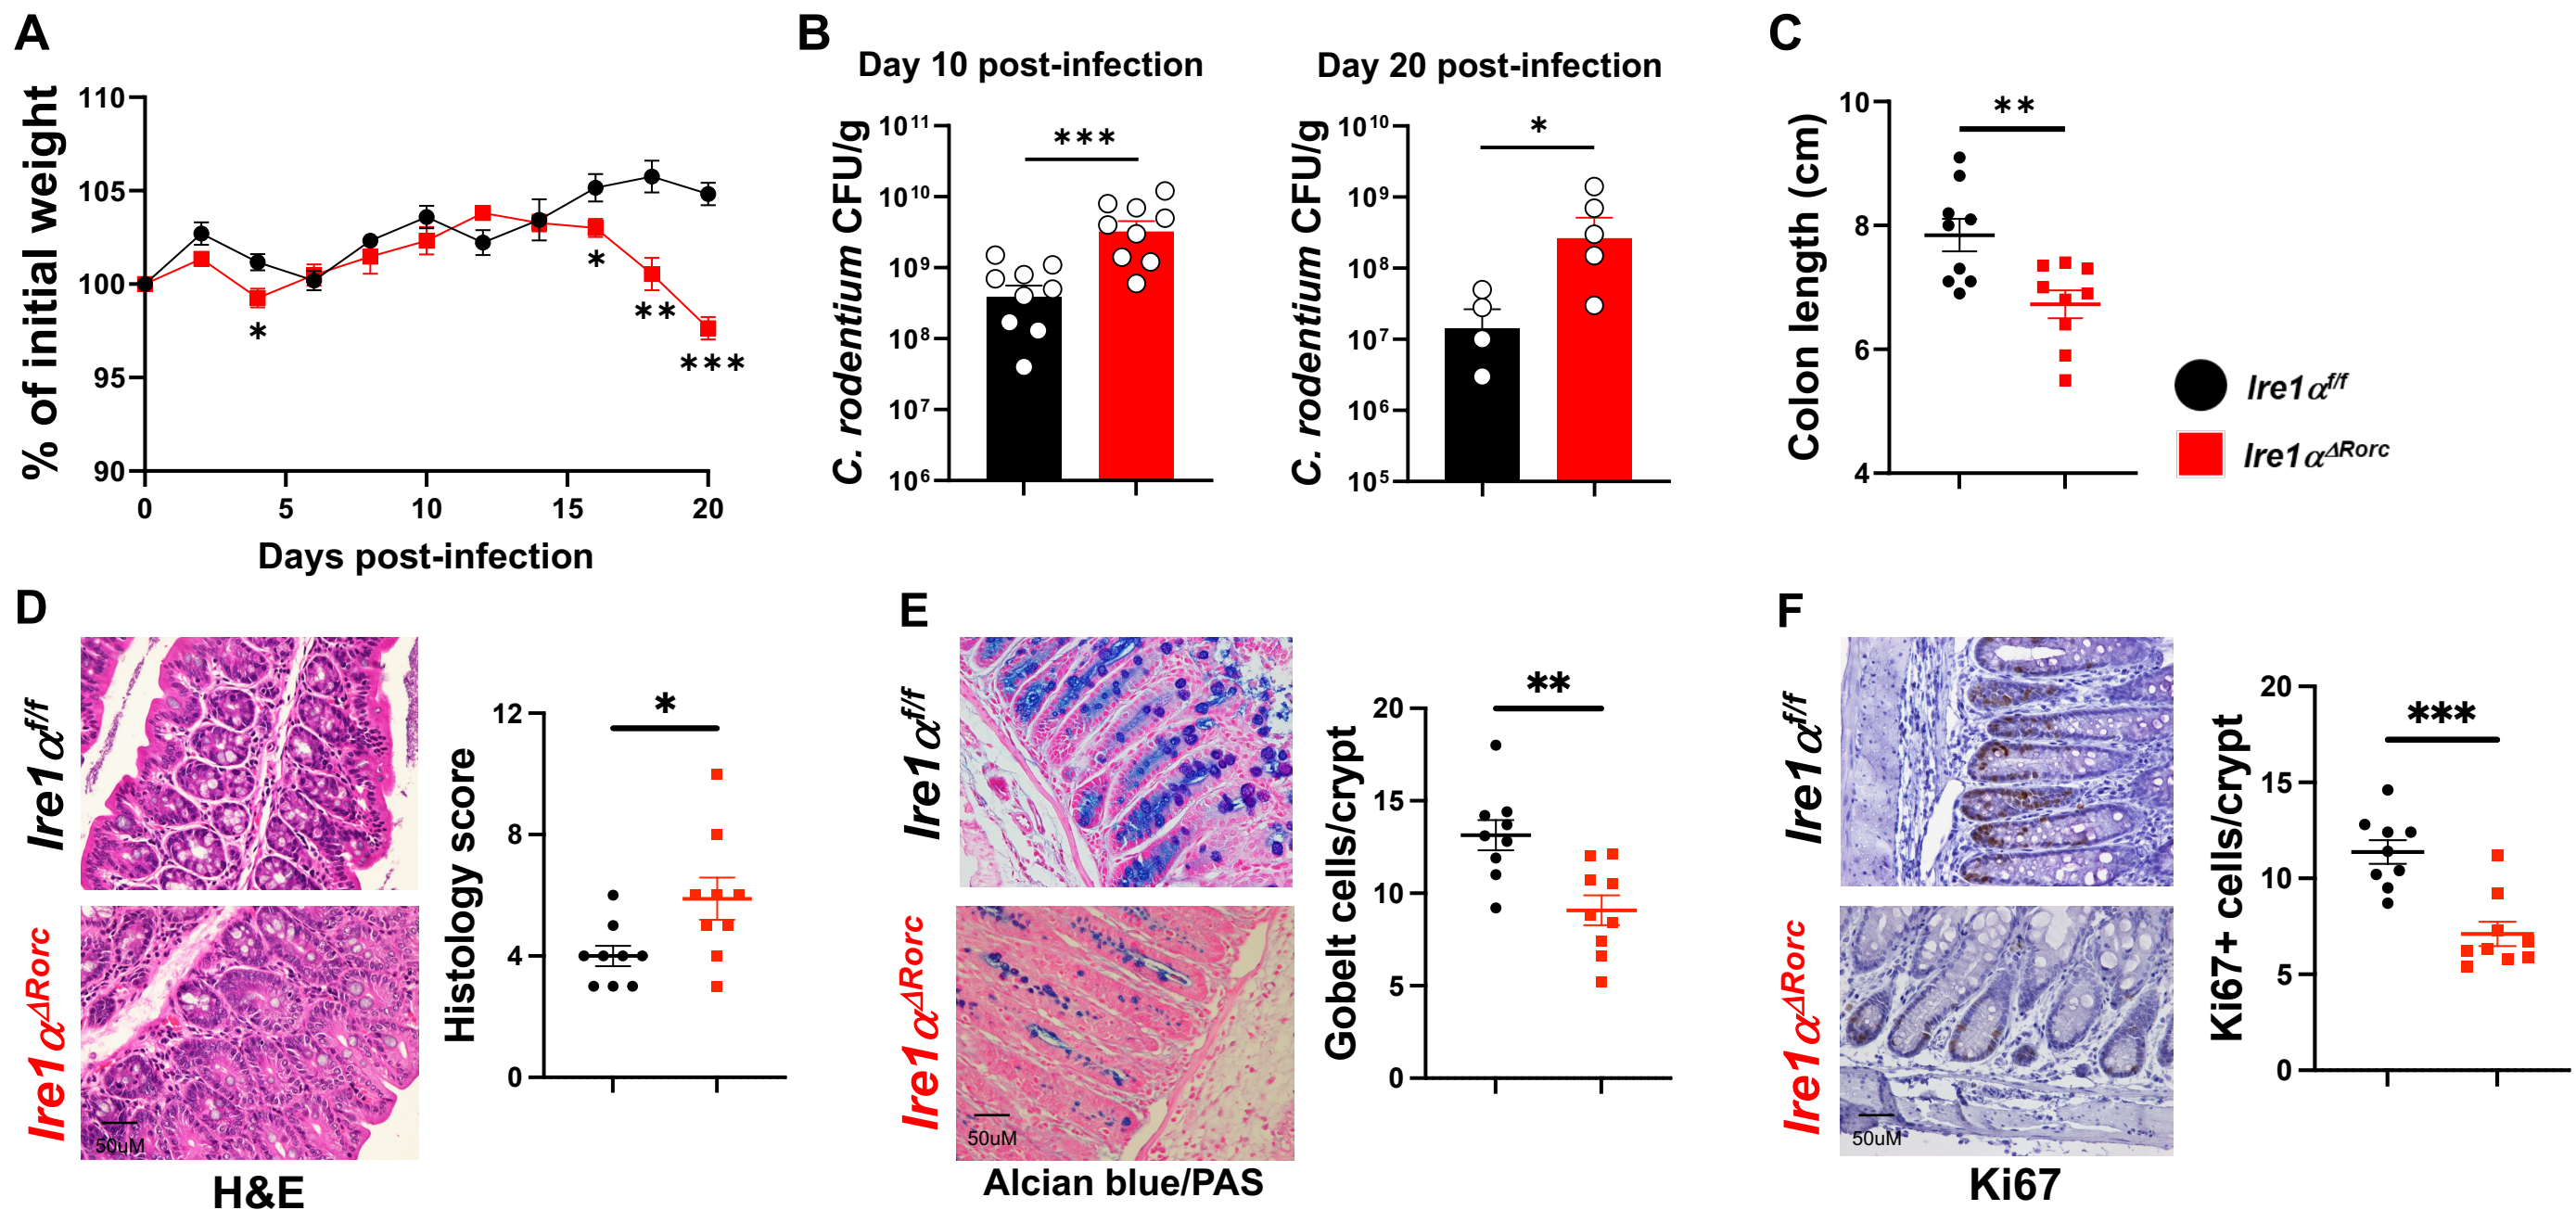 A
% of initial weight
110
105
100
95
90
0 5 10 15 20
Days post-infection
*
*
**
***
B
Day 10 post-infection
C. rodentium CFU/g
10¹¹
10¹⁰
10⁹
10⁸
10⁷
10⁶
***
Day 20 post-infection
C. rodentium CFU/g
10¹⁰
10⁹
10⁸
10⁷
10⁶
10⁵
*
C
Colon length (cm)
10
8
6
4
**
Ire1α^f/f
Ire1α^ΔRorc
D
Ire1α^f/f
Ire1α^ΔRorc
50uM
H&E
Histology score
12
8
4
0
*
E
Ire1α^f/f
Ire1α^ΔRorc
50uM
Alcian blue/PAS
Gobelt cells/crypt
20
15
10
5
0
**
F
Ire1α^f/f
Ire1α^ΔRorc
50uM
Ki67
Ki67+ cells/crypt
20
15
10
5
0
***